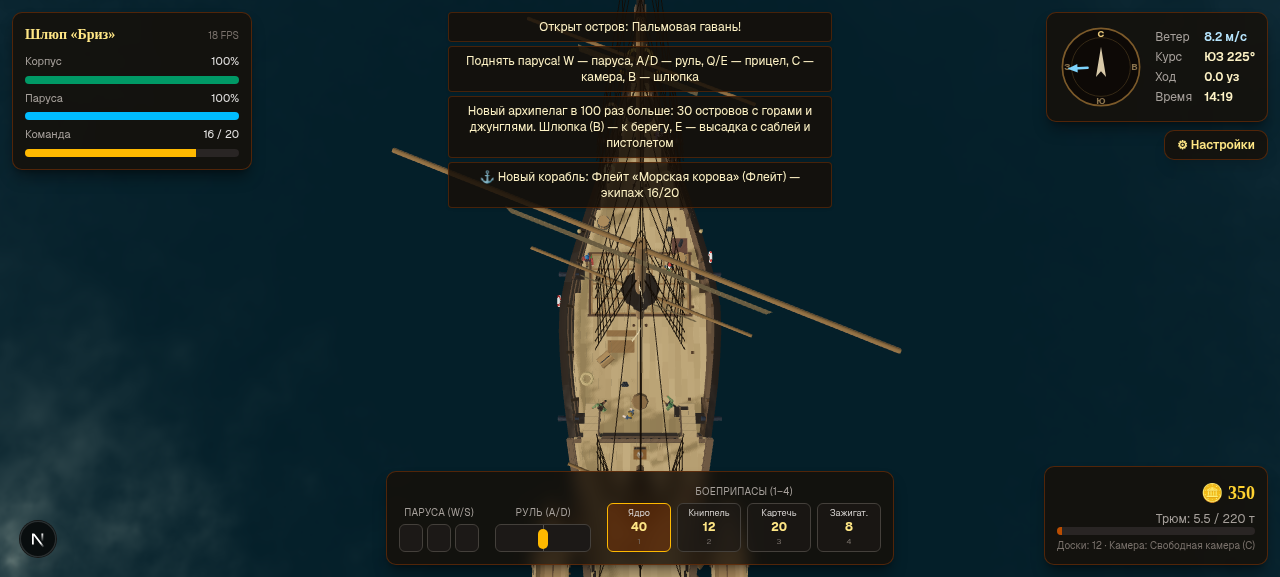 Шлюп «Бриз»
18 FPS
Корпус 100%
Паруса 100%
Команда 16 / 20
Открыт остров: Пальмовая гавань!
Поднять паруса! W — паруса, A/D — руль, Q/E — прицел, C —
камера, B — шлюпка
Новый архипелаг в 100 раз больше: 30 островов с горами и
джунглями. Шлюпка (B) — к берегу, E — высадка с саблей и
пистолетом
⚓ Новый корабль: Флейт «Морская корова» (Флейт) —
экипаж 16/20
С
З
В
Ю
Ветер 8.2 м/с
Курс ЮЗ 225°
Ход 0.0 уз
Время 14:19
⚙ Настройки
ПАРУСА (W/S)
РУЛЬ (A/D)
БОЕПРИПАСЫ (1–4)
Ядро
40
1
Книппель
12
2
Картечь
20
3
Зажигат.
8
4
🪙 350
Трюм: 5.5 / 220 т
Доски: 12 · Камера: Свободная камера (C)
N